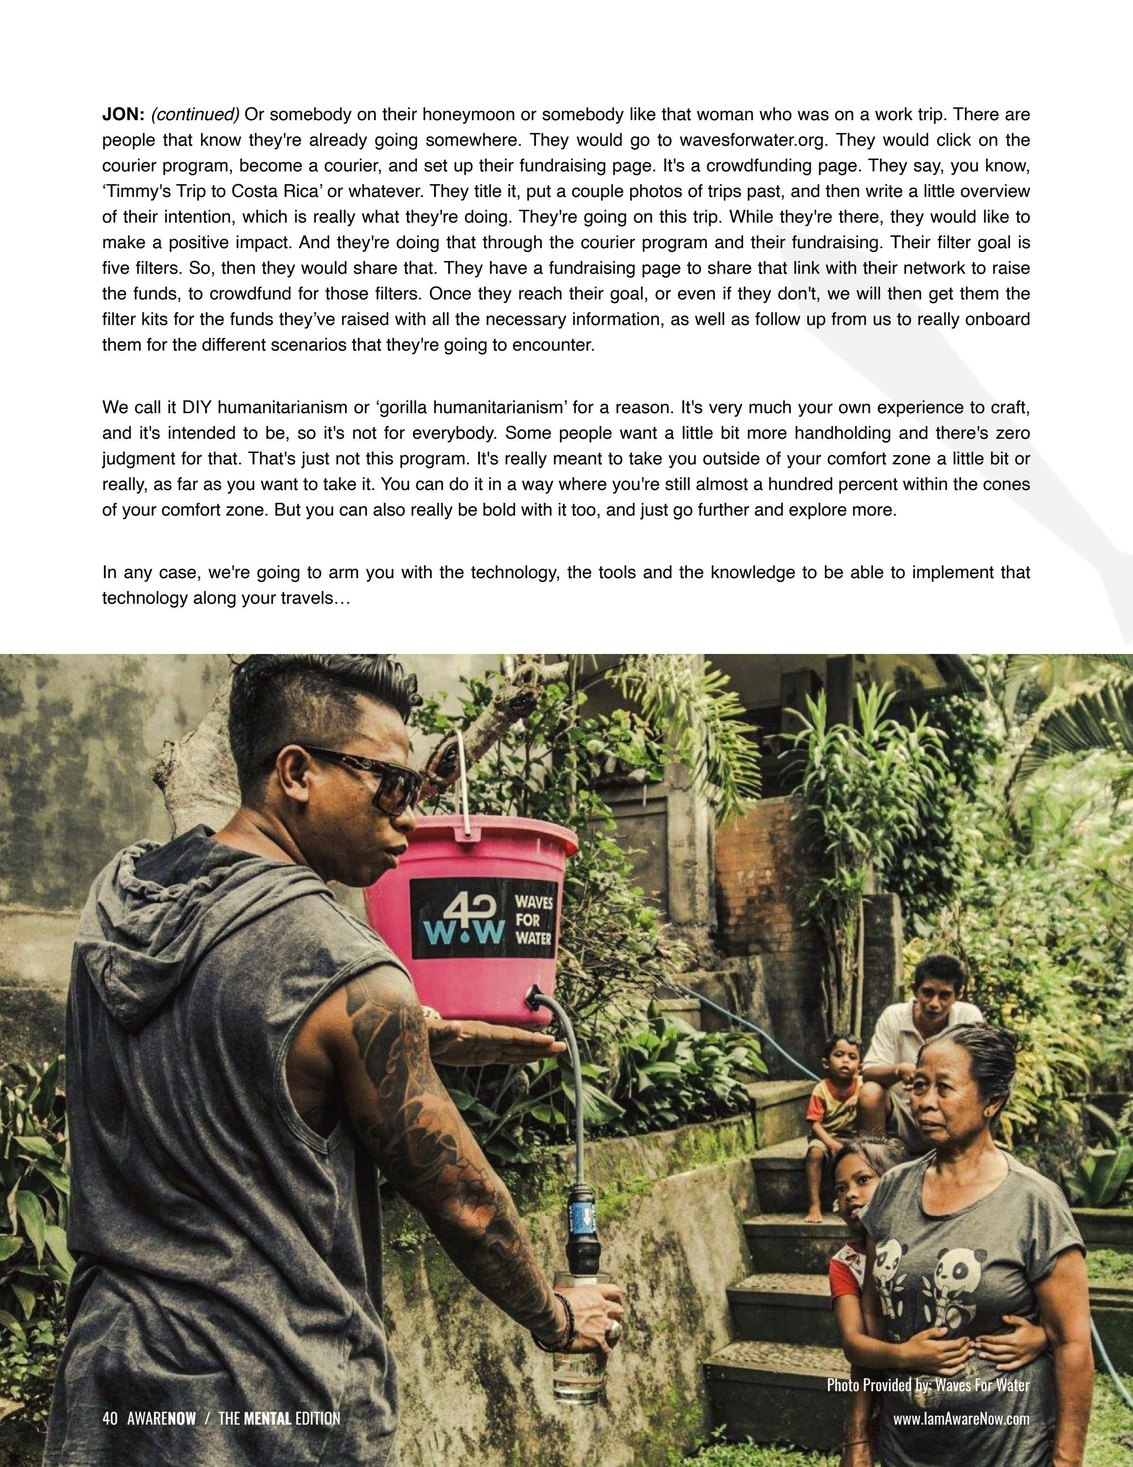 JON: (continued) Or somebody on their honeymoon or somebody like that woman who was on a work trip. There are
people that know they're already going somewhere. They would go to wavesforwater.org. They would click on the
courier program, become a courier, and set up their fundraising page. It's a crowdfunding page. They say, you know,
‘Timmy's Trip to Costa Rica’ or whatever. They title it, put a couple photos of trips past, and then write a little overview
of their intention, which is really what they're doing. They're going on this trip. While they're there, they would like to
make a positive impact. And they're doing that through the courier program and their fundraising. Their filter goal is
five filters. So, then they would share that. They have a fundraising page to share that link with their network to raise
the funds, to crowdfund for those filters. Once they reach their goal, or even if they don't, we will then get them the
filter kits for the funds they’ve raised with all the necessary information, as well as follow up from us to really onboard
them for the different scenarios that they're going to encounter.
We call it DIY humanitarianism or ‘gorilla humanitarianism’ for a reason. It's very much your own experience to craft,
and it's intended to be, so it's not for everybody. Some people want a little bit more handholding and there's zero
judgment for that. That's just not this program. It's really meant to take you outside of your comfort zone a little bit or
really, as far as you want to take it. You can do it in a way where you're still almost a hundred percent within the cones
of your comfort zone. But you can also really be bold with it too, and just go further and explore more.
In any case, we're going to arm you with the technology, the tools and the knowledge to be able to implement that
technology along your travels…
W4W
WAVES
FOR
WATER
Photo Provided by: Waves For Water
40 AWARENOW / THE MENTAL EDITION
www.IamAwareNow.com